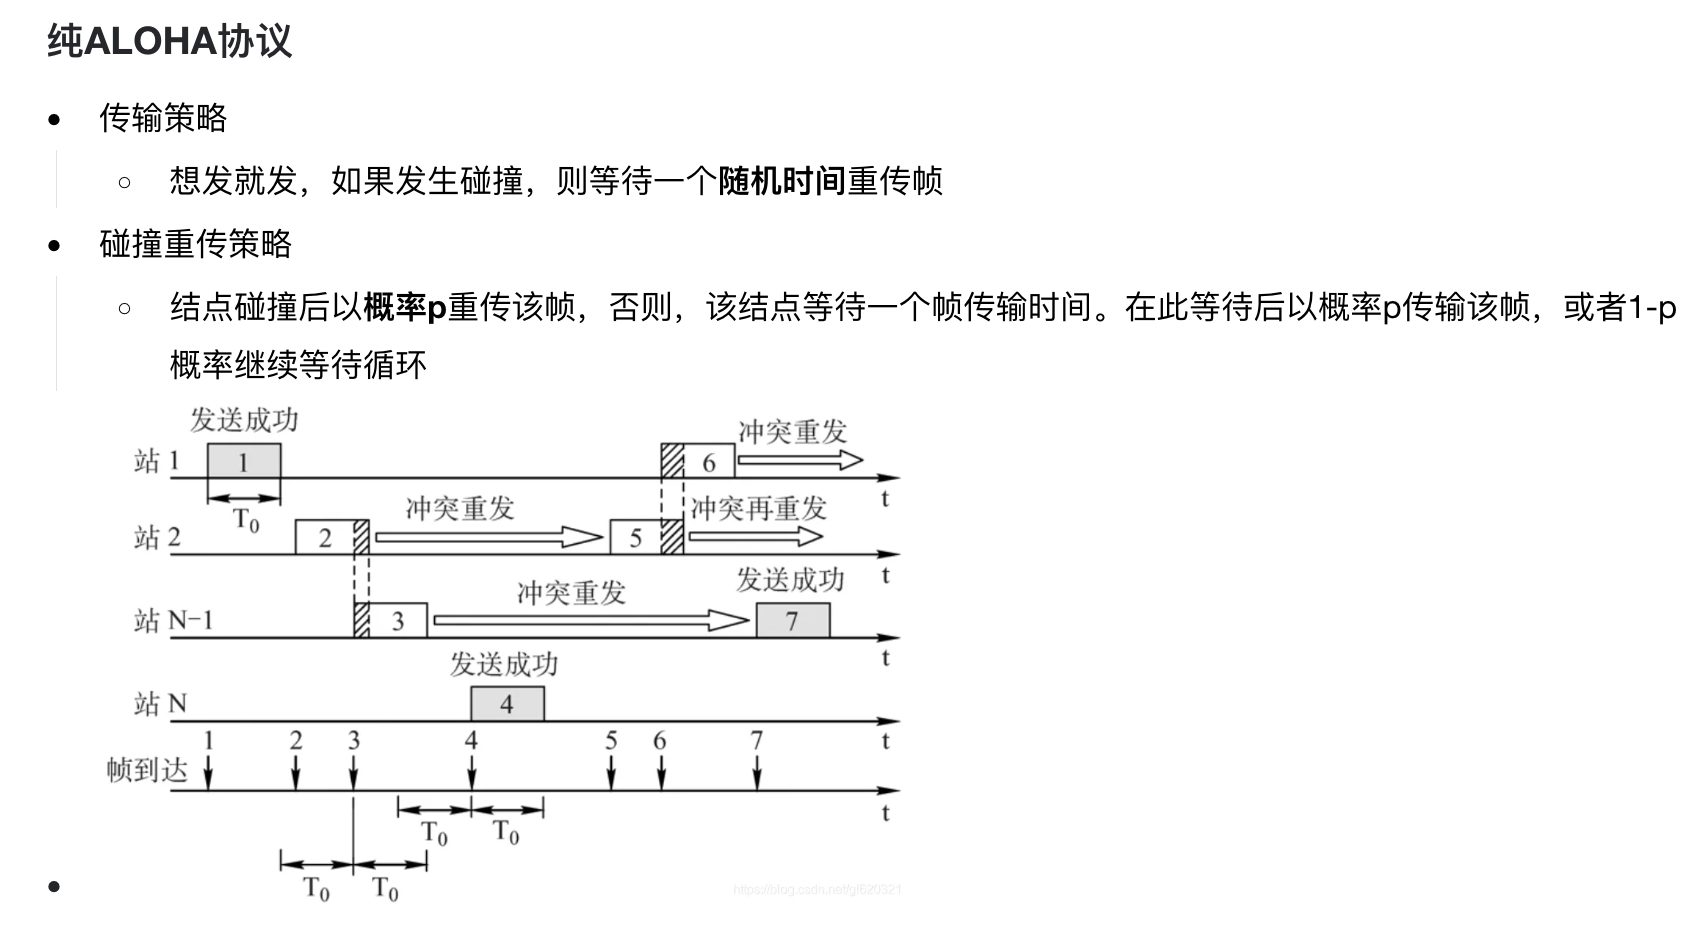 纯ALOHA协议
传输策略
想发就发，如果发生碰撞，则等待一个随机时间重传帧
碰撞重传策略
结点碰撞后以概率p重传该帧，否则，该结点等待一个帧传输时间。在此等待后以概率p传输该帧，或者1-p
概率继续等待循环
发送成功
冲突重发
站 1
1
6
t
T0
冲突重发
冲突再重发
站 2
2
5
t
冲突重发
发送成功
站 N-1
3
7
t
发送成功
站 N
4
t
1 2 3 4 5 6 7
帧到达
t
T0 T0
T0 T0
https://blog.csdn.net/gl620321